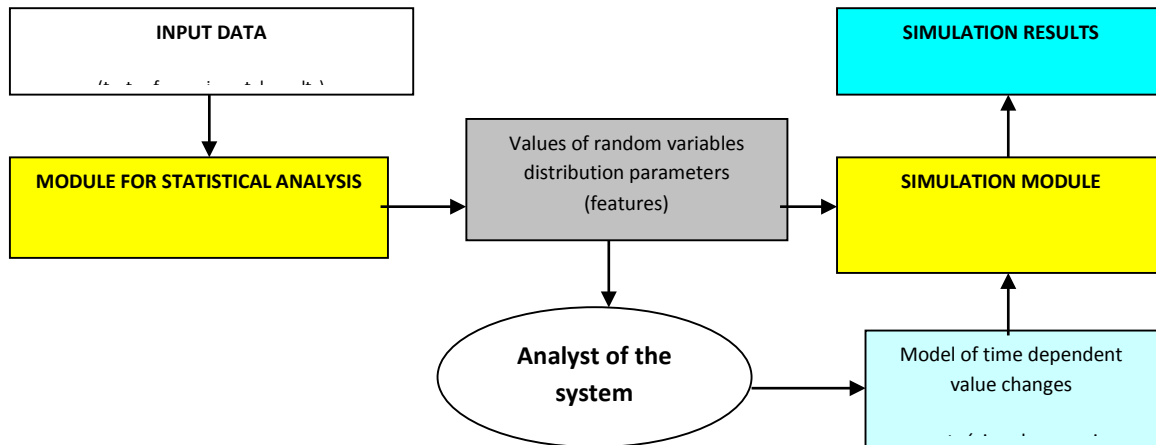 INPUT DATA
SIMULATION RESULTS
Values of random variables
distribution parameters
(features)
MODULE FOR STATISTICAL ANALYSIS
SIMULATION MODULE
Analyst of the
system
Model of time dependent
value changes